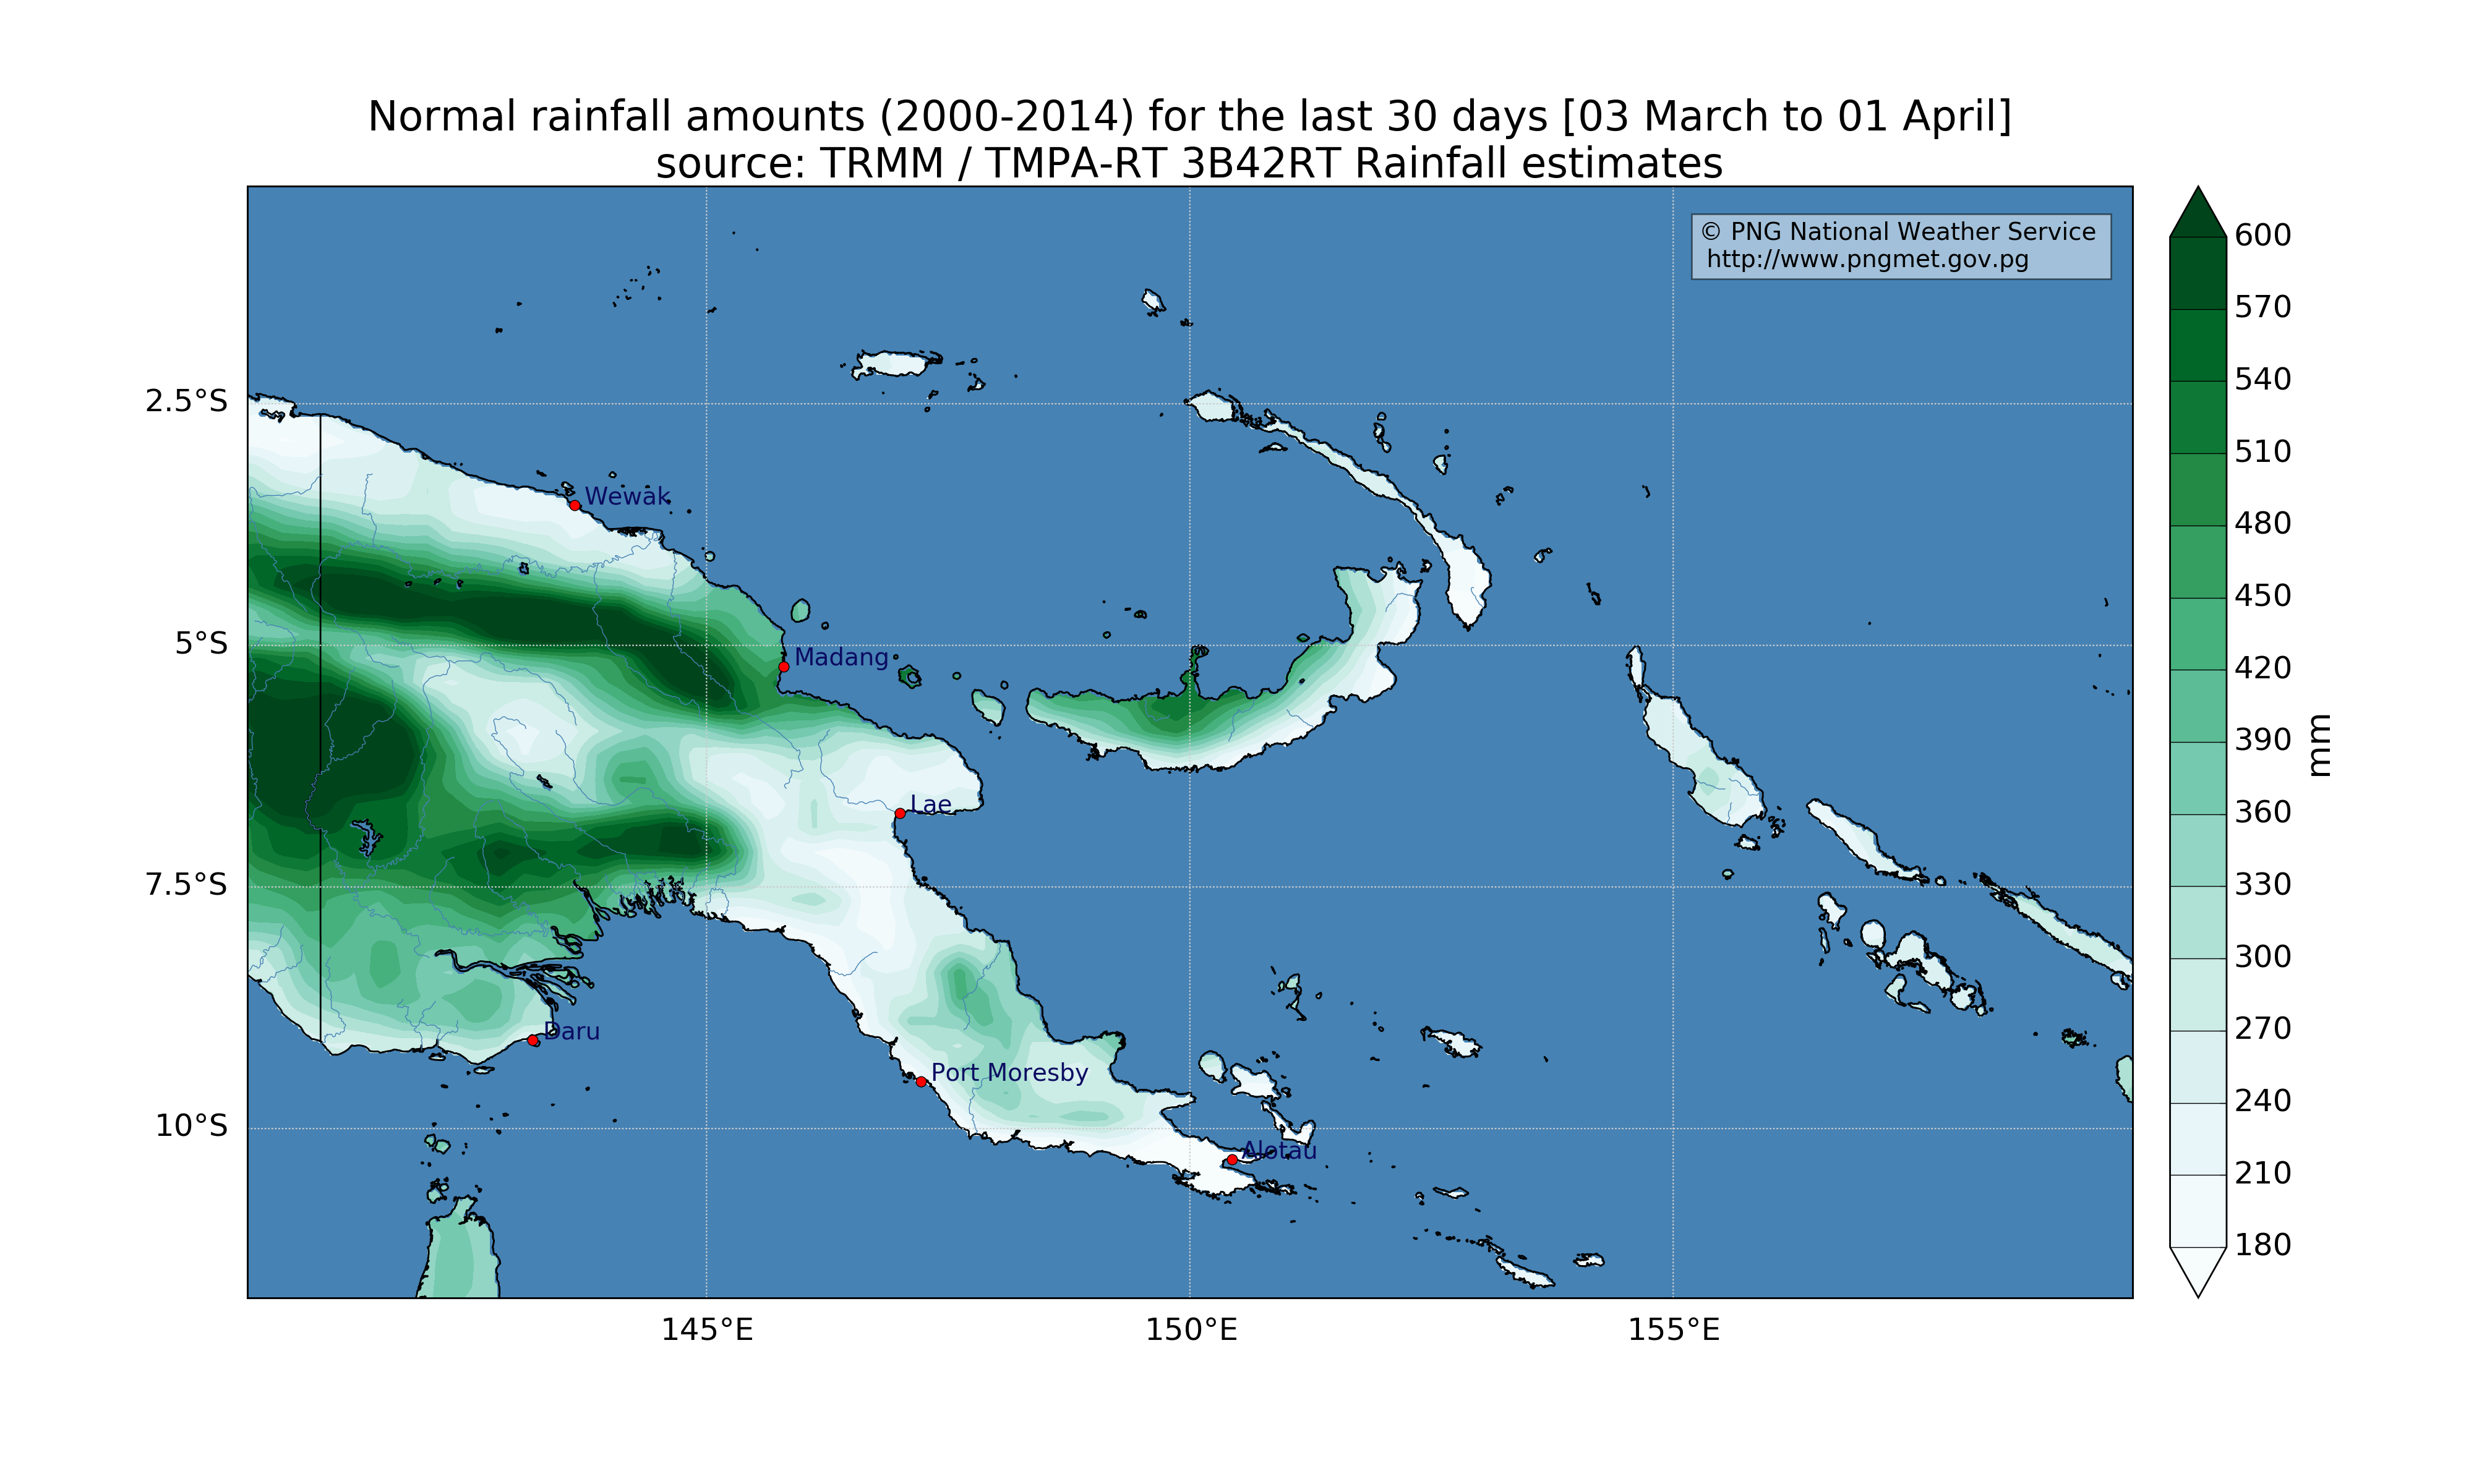 Normal rainfall amounts (2000-2014) for the last 30 days [03 March to 01 April]
source: TRMM / TMPA-RT 3B42RT Rainfall estimates
© PNG National Weather Service
http://www.pngmet.gov.pg
2.5°S
5°S
7.5°S
10°S
Wewak
Madang
Lae
Daru
Port Moresby
Alotau
145°E
150°E
155°E
600
570
540
510
480
450
420
390
360
330
300
270
240
210
180
mm